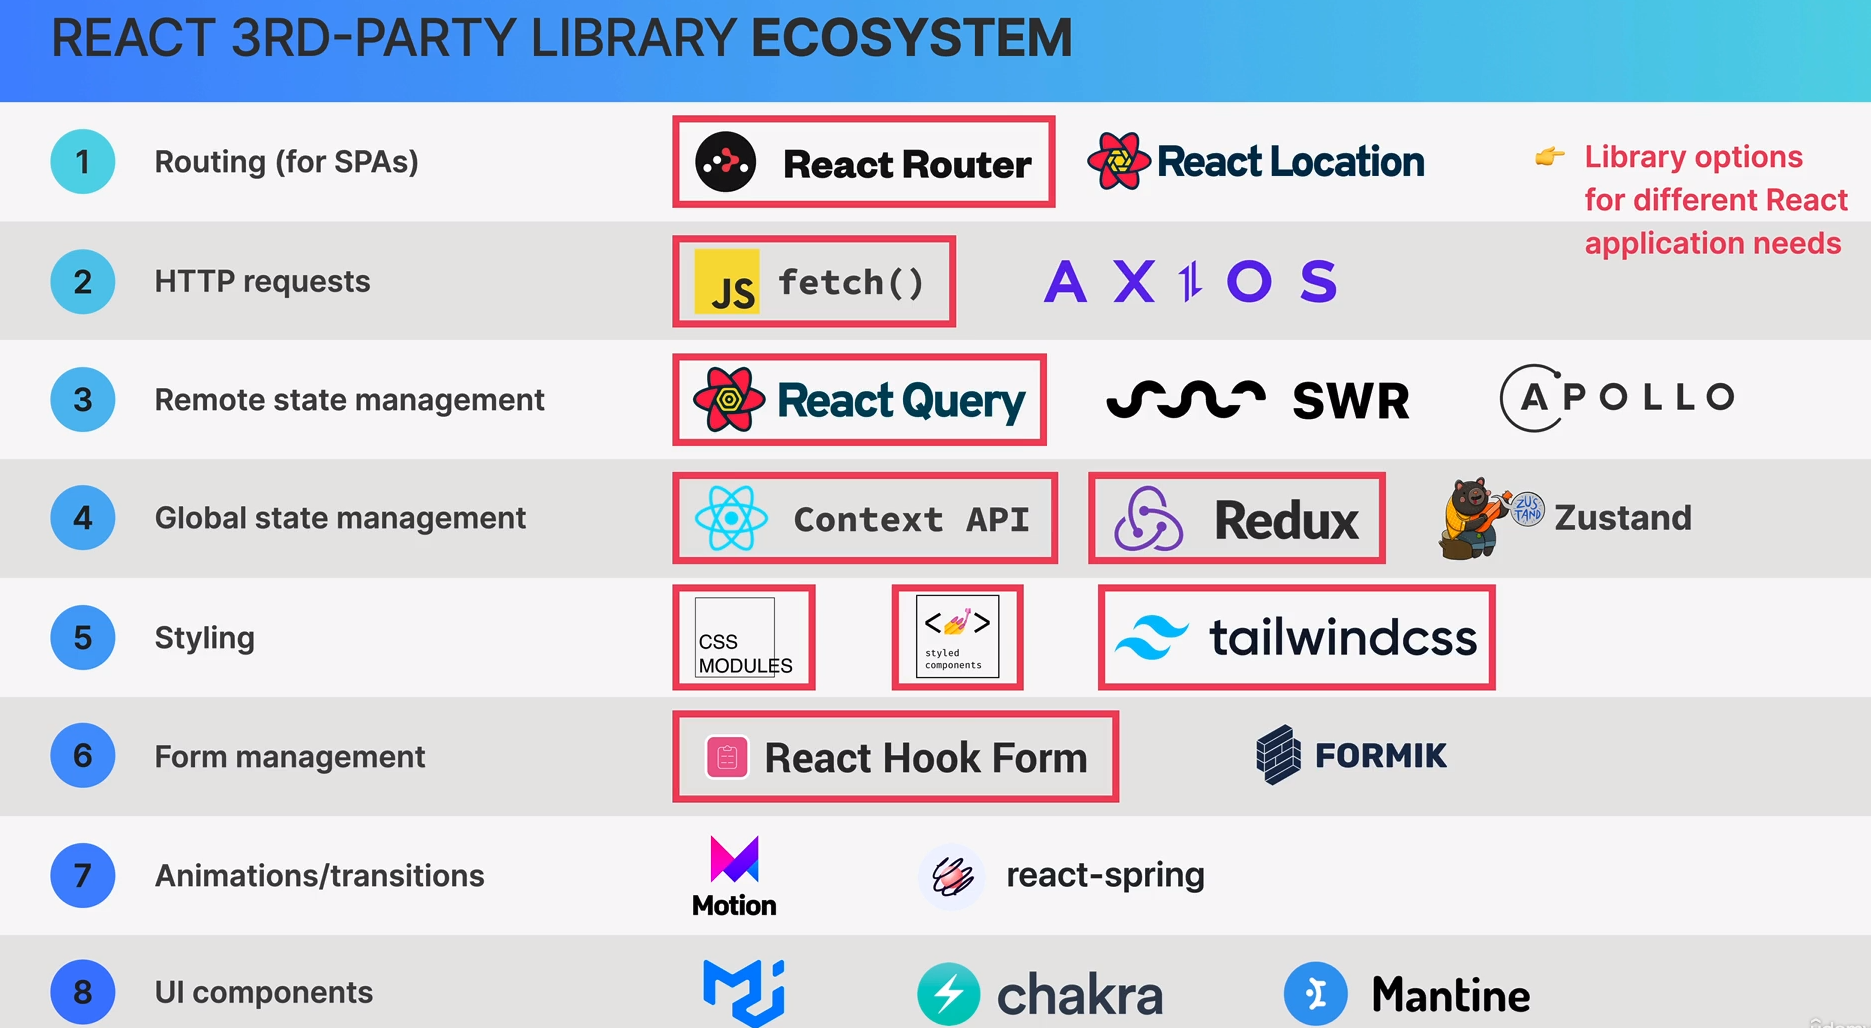 REACT 3RD-PARTY LIBRARY ECOSYSTEM
1 Routing (for SPAs) React Router React Location
👉 Library options
for different React
application needs
2 HTTP requests JS fetch() AXIOS
3 Remote state management React Query SWR APOLLO
4 Global state management Context API Redux ZUSTAND Zustand
5 Styling
CSS
MODULES
< 💅 >
styled
components
tailwindcss
6 Form management React Hook Form FORMIK
7 Animations/transitions Motion react-spring
8 UI components chakra Mantine